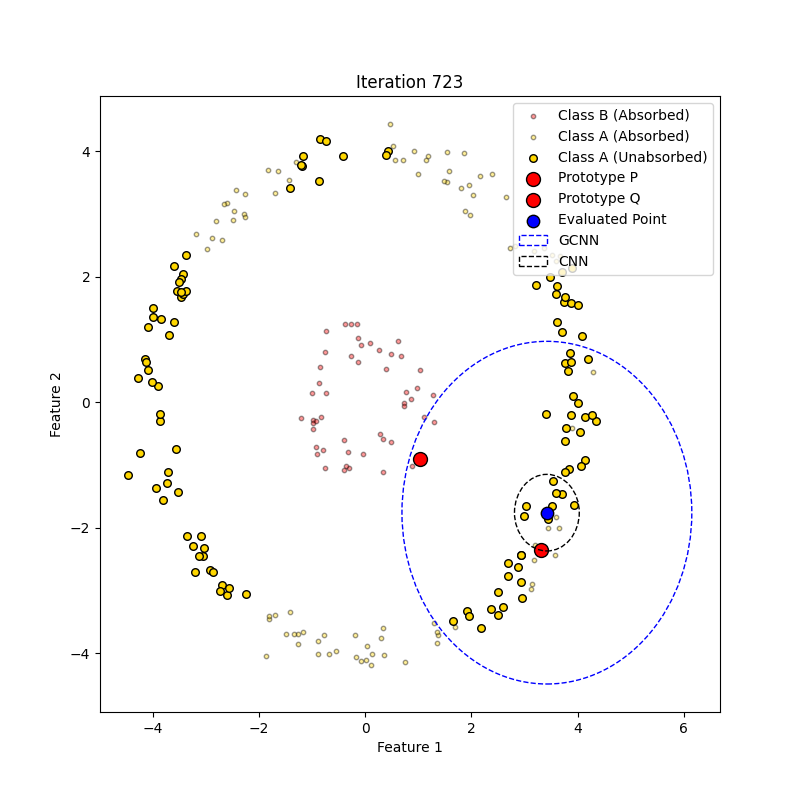 Iteration 723
Class B (Absorbed)
Class A (Absorbed)
Class A (Unabsorbed)
Prototype P
Prototype Q
Evaluated Point
GCNN
CNN
4
2
0
−2
−4
Feature 2
−4
−2
0
2
4
6
Feature 1